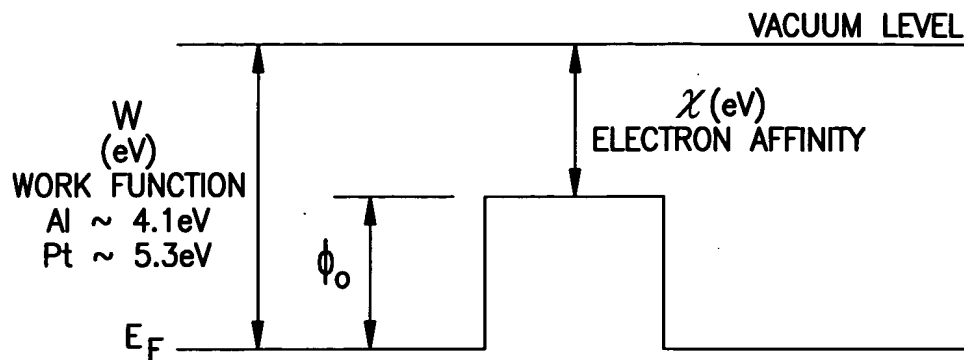 VACUUM LEVEL
W
(eV)
WORK FUNCTION
Al ~ 4.1eV
Pt ~ 5.3eV
χ(eV)
ELECTRON AFFINITY
ϕo
EF